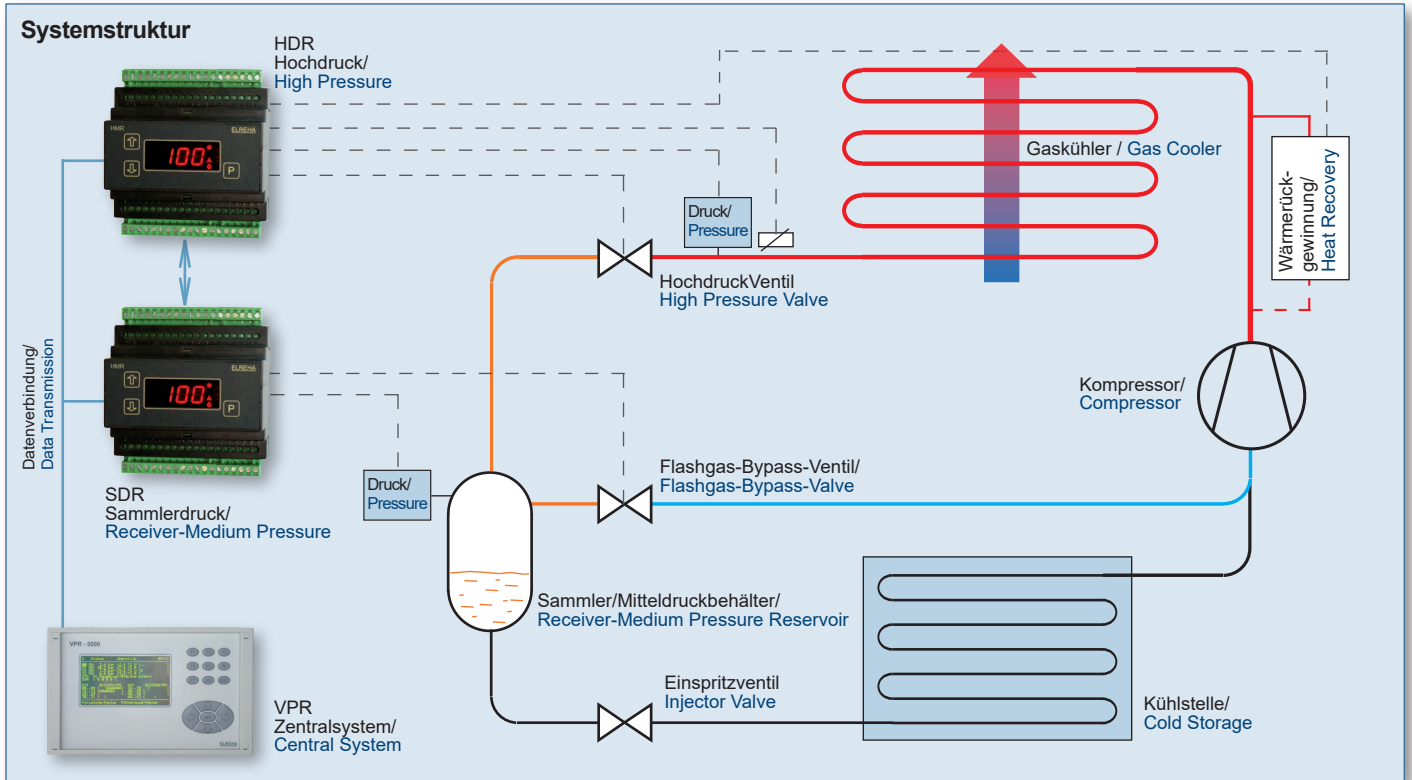 Systemstruktur
HDR
Hochdruck/
High Pressure
HMR
ELREHA
100
P
Gaskühler / Gas Cooler
Wärmerück-
gewinnung/
Heat Recovery
Druck/
Pressure
HochdruckVentil
High Pressure Valve
HMR
ELREHA
100
P
Datenverbindung/
Data Transmission
Kompressor/
Compressor
SDR
Sammlerdruck/
Receiver-Medium Pressure
Druck/
Pressure
Flashgas-Bypass-Ventil/
Flashgas-Bypass-Valve
Sammler/Mitteldruckbehälter/
Receiver-Medium Pressure Reservoir
VPR - 5000
ELREHA
VPR
Zentralsystem/
Central System
Einspritzventil
Injector Valve
Kühlstelle/
Cold Storage